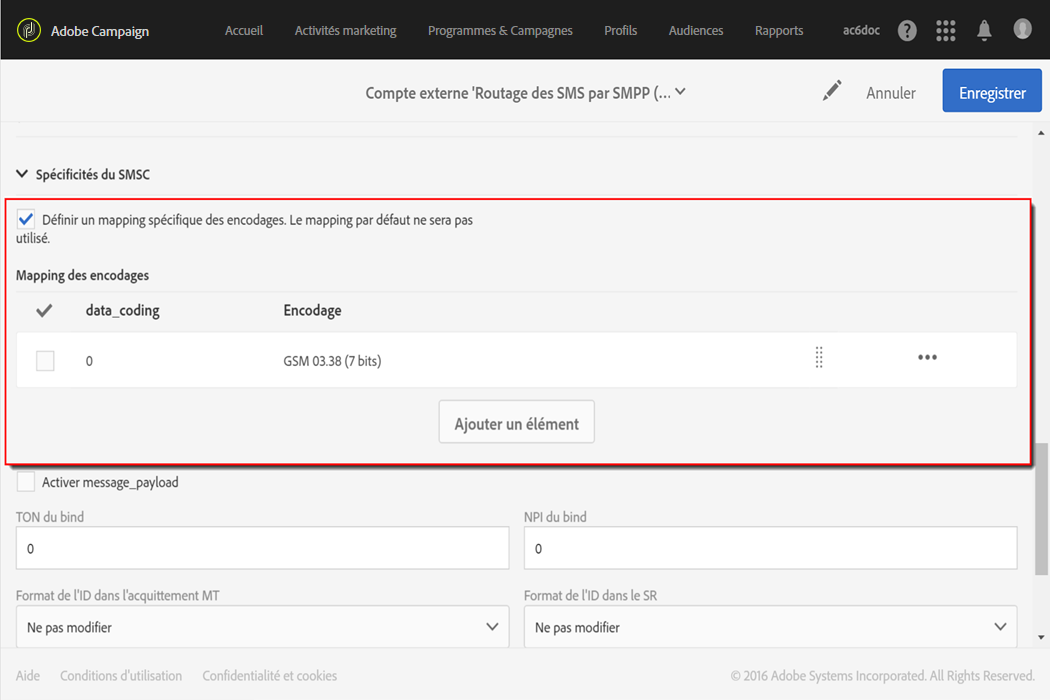 Adobe Campaign Accueil Activités marketing Programmes & Campagnes Profils Audiences Rapports ac6doc ?
Compte externe 'Routage des SMS par SMPP (... Annuler Enregistrer
Spécificités du SMSC
Définir un mapping spécifique des encodages. Le mapping par défaut ne sera pas
utilisé.
Mapping des encodages
data_coding Encodage
0 GSM 03.38 (7 bits)
Ajouter un élément
Activer message_payload
TON du bind NPI du bind
0 0
Format de l'ID dans l'acquittement MT Format de l'ID dans le SR
Ne pas modifier Ne pas modifier
Aide Conditions d'utilisation Confidentialité et cookies © 2016 Adobe Systems Incorporated. All Rights Reserved.